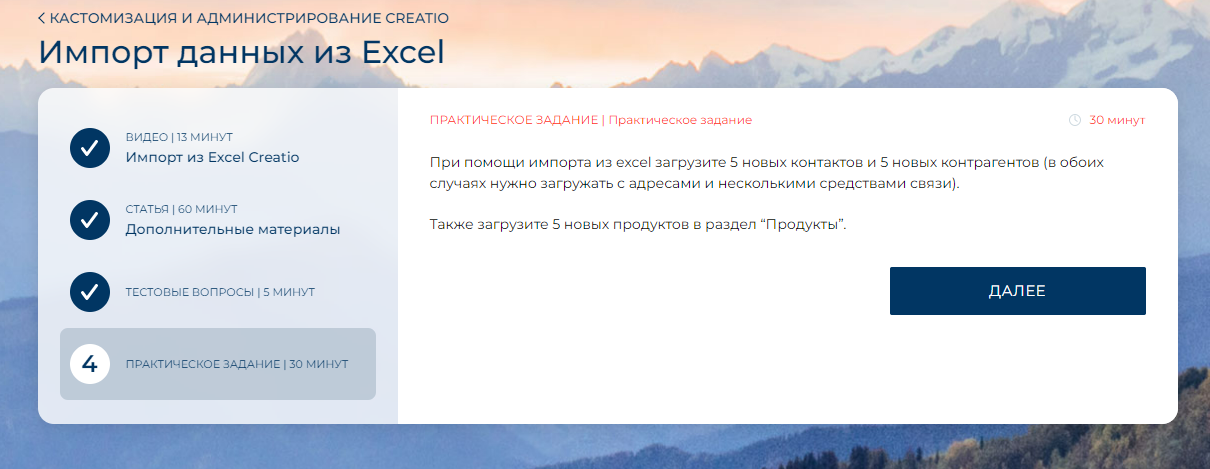 КАСТОМИЗАЦИЯ И АДМИНИСТРИРОВАНИЕ CREATIO
Импорт данных из Excel
ВИДЕО | 13 МИНУТ
Импорт из Excel Creatio
СТАТЬЯ | 60 МИНУТ
Дополнительные материалы
ТЕСТОВЫЕ ВОПРОСЫ | 5 МИНУТ
4
ПРАКТИЧЕСКОЕ ЗАДАНИЕ | 30 МИНУТ
ПРАКТИЧЕСКОЕ ЗАДАНИЕ | Практическое задание
30 минут
При помощи импорта из excel загрузите 5 новых контактов и 5 новых контрагентов (в обоих
случаях нужно загружать с адресами и несколькими средствами связи).
Также загрузите 5 новых продуктов в раздел “Продукты”.
ДАЛЕЕ